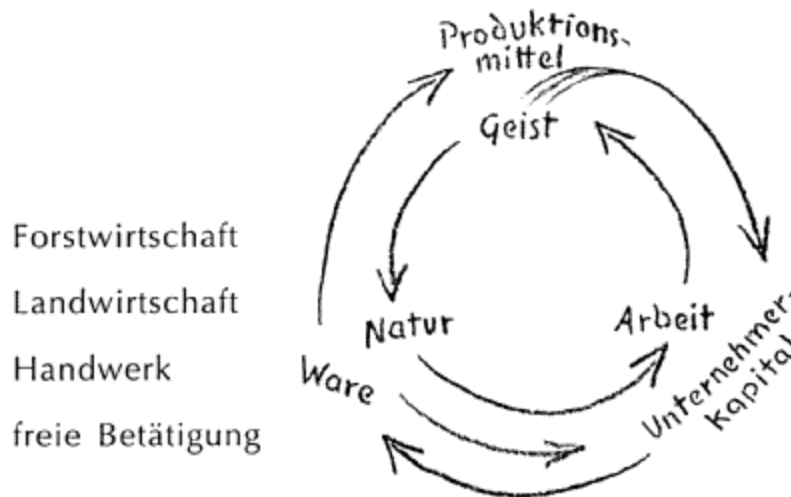 Produktions-
mittel
Geist
Forstwirtschaft
Landwirtschaft
Handwerk
freie Betätigung
Natur
Arbeit
Ware
Unternehmer-
kapital